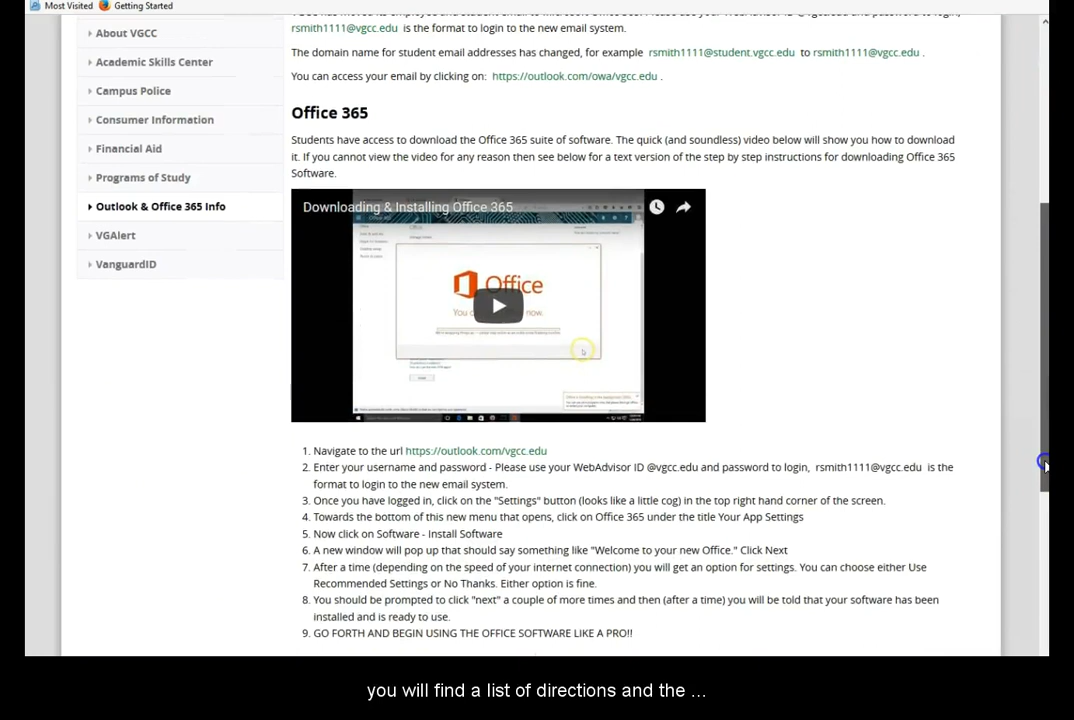 Most Visited Getting Started
rsmith1111@vgcc.edu is the format to login to the new email system.
The domain name for student email addresses has changed, for example rsmith1111@student.vgcc.edu to rsmith1111@vgcc.edu .
You can access your email by clicking on: https://outlook.com/owa/vgcc.edu .
About VGCC
Academic Skills Center
Campus Police
Consumer Information
Financial Aid
Programs of Study
Outlook & Office 365 Info
VGAlert
VanguardID
Office 365
Students have access to download the Office 365 suite of software. The quick (and soundless) video below will show you how to download
it. If you cannot view the video for any reason then see below for a text version of the step by step instructions for downloading Office 365
Software.
Downloading & Installing Office 365
Office
1. Navigate to the url https://outlook.com/vgcc.edu
2. Enter your username and password - Please use your WebAdvisor ID @vgcc.edu and password to login, rsmith1111@vgcc.edu is the
format to login to the new email system.
3. Once you have logged in, click on the "Settings" button (looks like a little cog) in the top right hand corner of the screen.
4. Towards the bottom of this new menu that opens, click on Office 365 under the title Your App Settings
5. Now click on Software - Install Software
6. A new window will pop up that should say something like "Welcome to your new Office." Click Next
7. After a time (depending on the speed of your internet connection) you will get an option for settings. You can choose either Use
Recommended Settings or No Thanks. Either option is fine.
8. You should be prompted to click "next" a couple of more times and then (after a time) you will be told that your software has been
installed and is ready to use.
9. GO FORTH AND BEGIN USING THE OFFICE SOFTWARE LIKE A PRO!!
you will find a list of directions and the ...